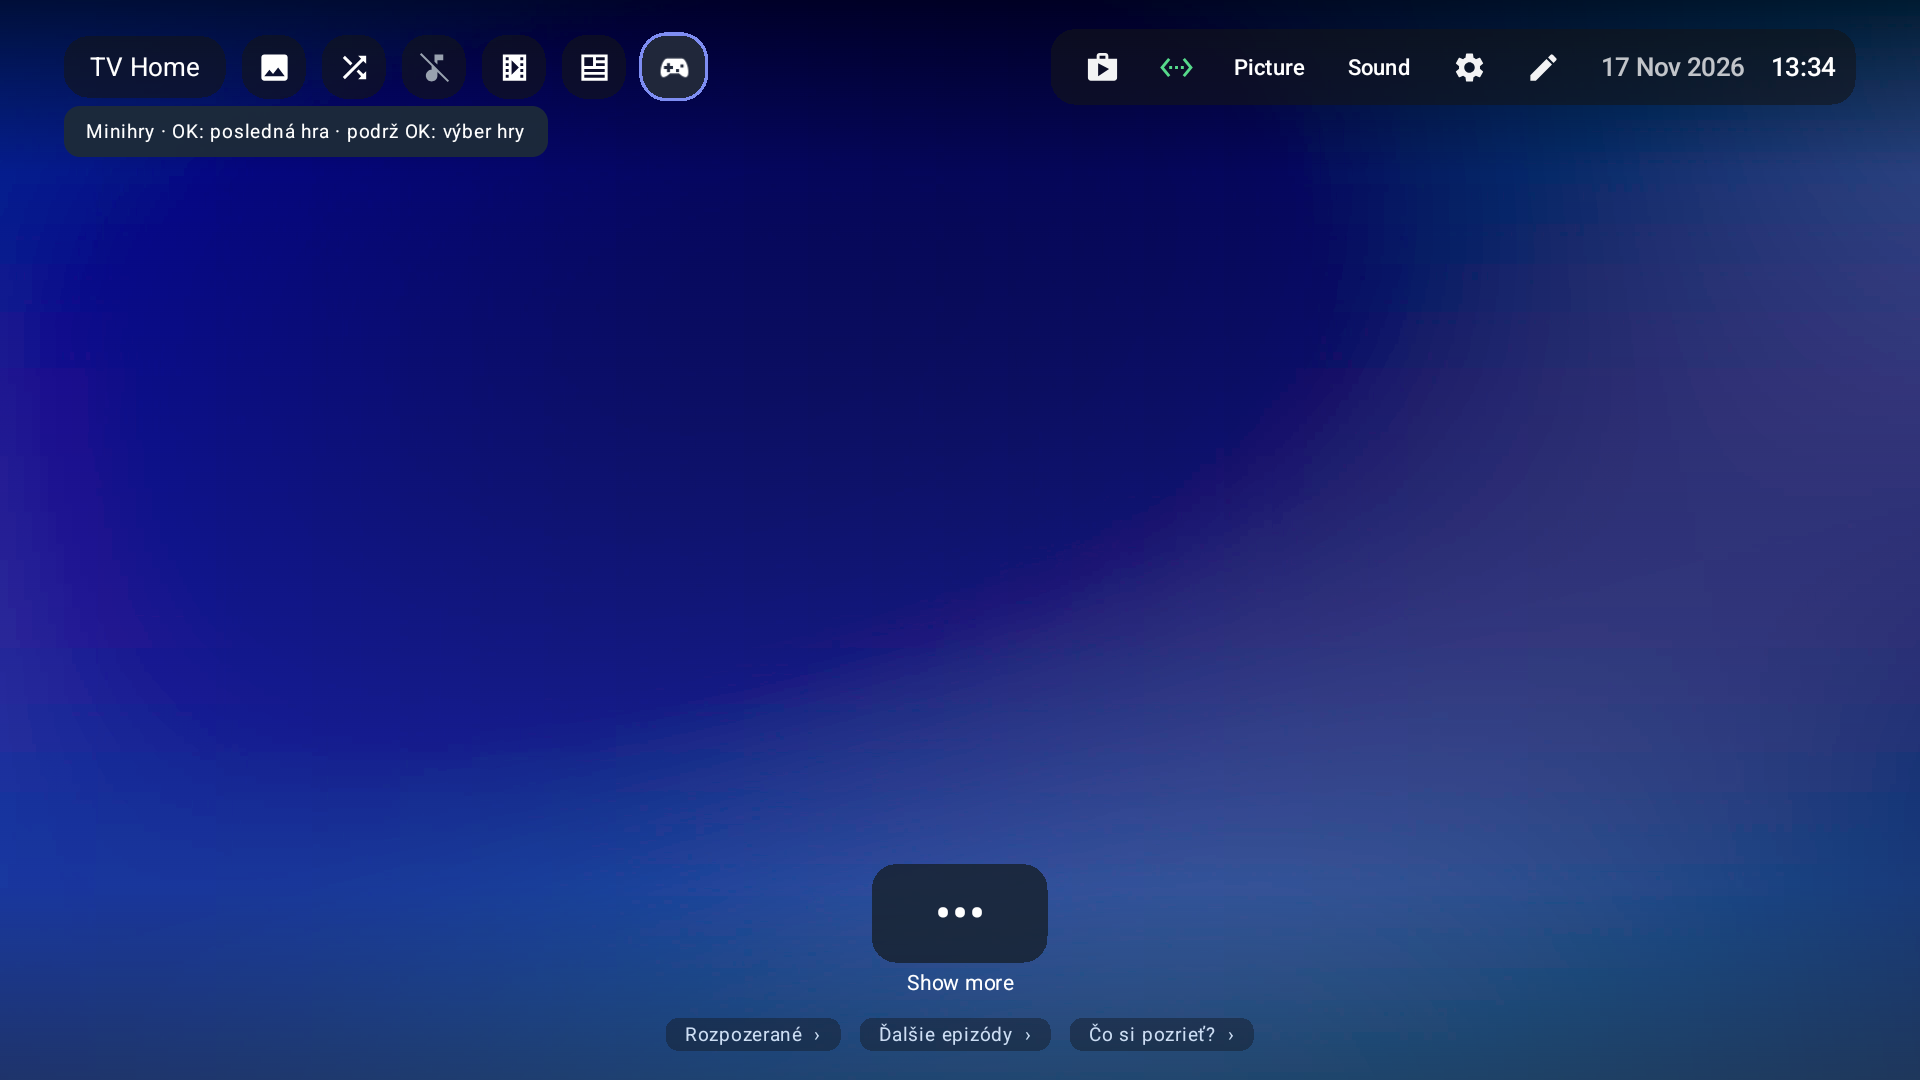 TV Home
Picture
Sound
17 Nov 2026
13:34
Minihry · OK: posledná hra · podrž OK: výber hry
Show more
Rozpozerané ›
Ďalšie epizódy ›
Čo si pozrieť? ›